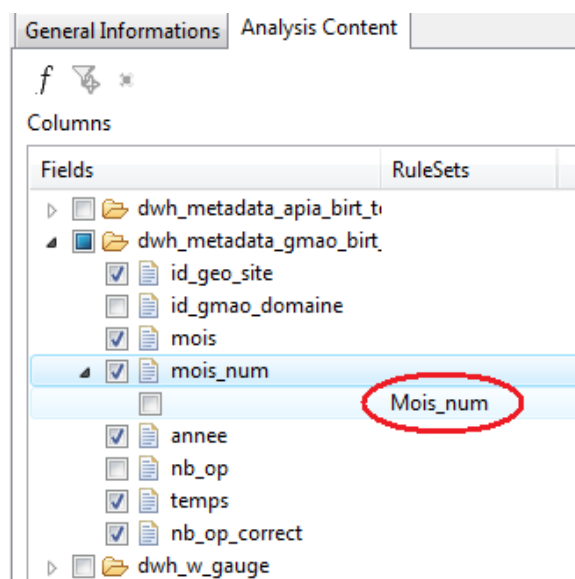 General Informations Analysis Content
f
Columns
Fields RuleSets
dwh_metadata_apia_birt_t
dwh_metadata_gmao_birt_
id_geo_site
id_gmao_domaine
mois
mois_num
Mois_num
annee
nb_op
temps
nb_op_correct
dwh_w_gauge